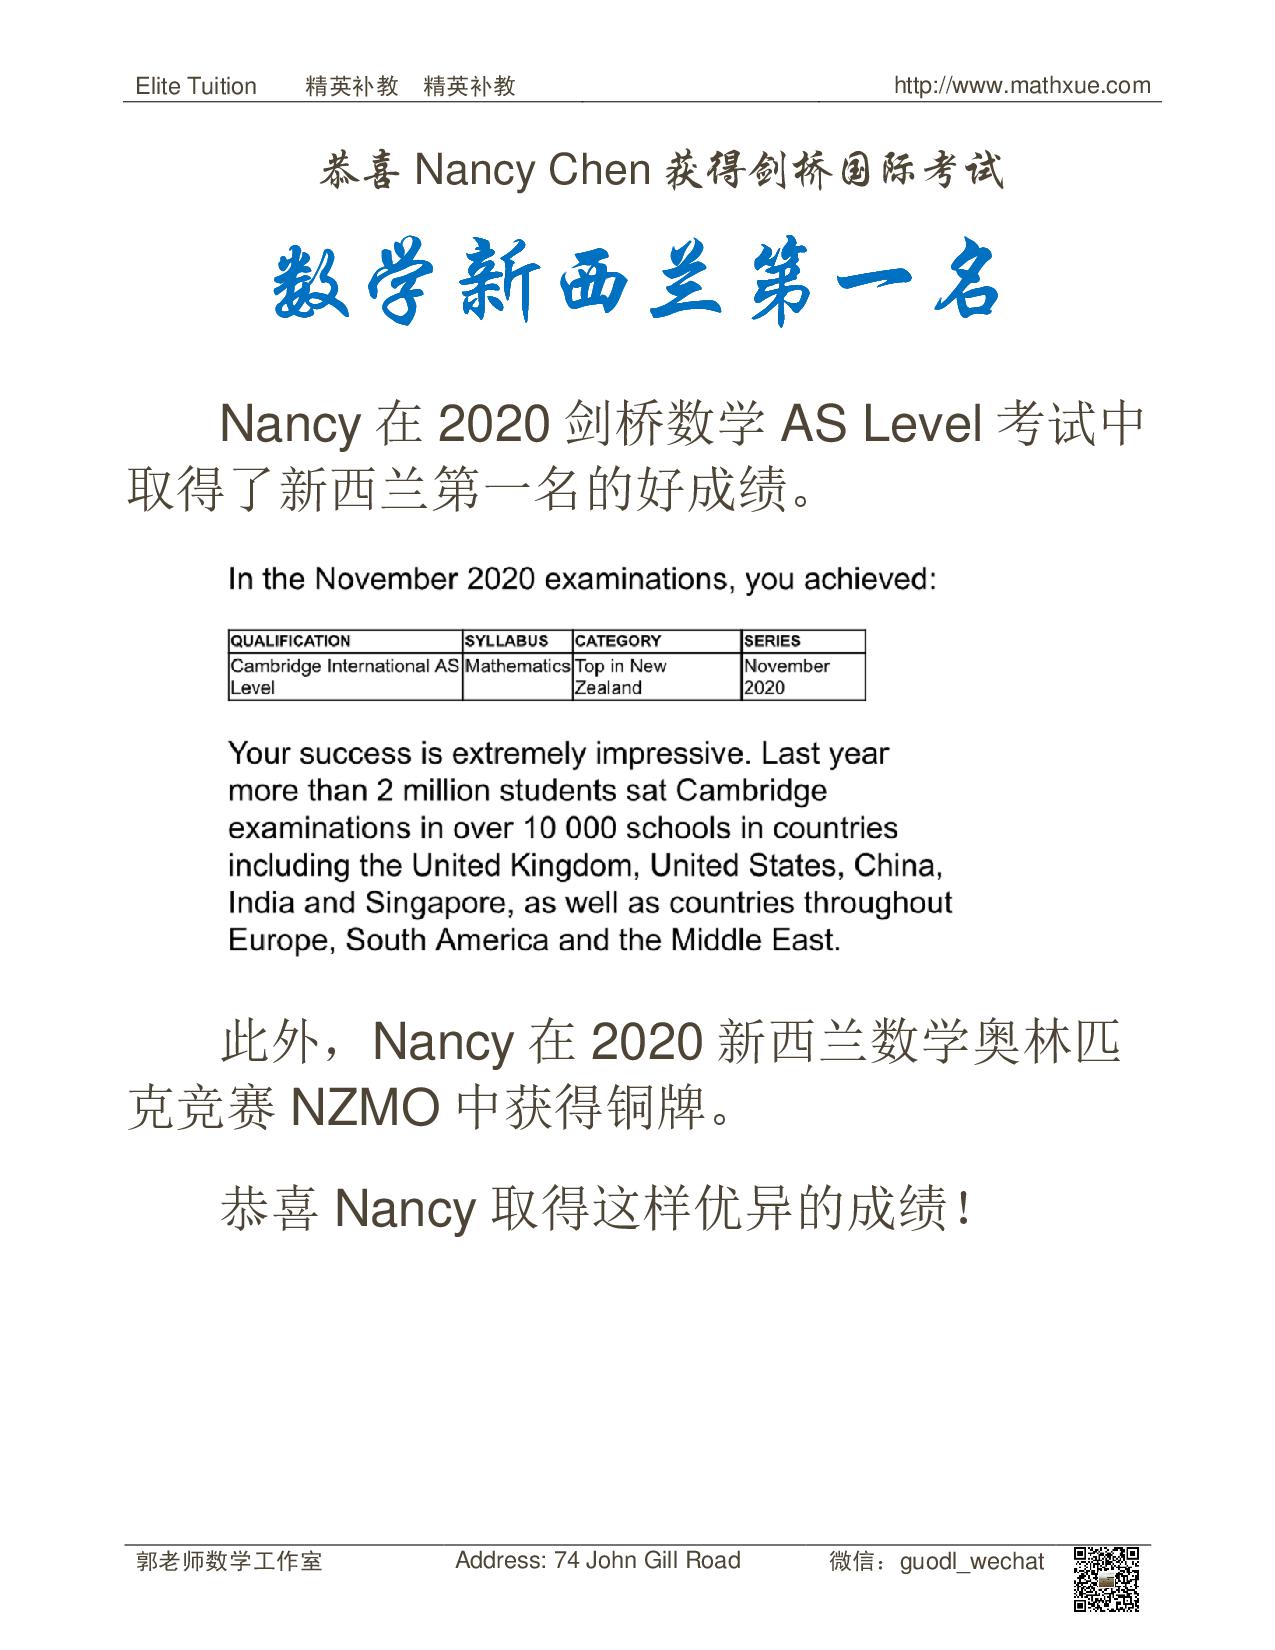 Elite Tuition 精英补教 精英补教 http://www.mathxue.com
恭喜 Nancy Chen 获得剑桥国际考试
数学新西兰第一名
Nancy 在 2020 剑桥数学 AS Level 考试中
取得了新西兰第一名的好成绩。
In the November 2020 examinations, you achieved:
QUALIFICATION SYLLABUS CATEGORY SERIES
Cambridge International AS Mathematics Top in New November
Level Zealand 2020
Your success is extremely impressive. Last year
more than 2 million students sat Cambridge
examinations in over 10 000 schools in countries
including the United Kingdom, United States, China,
India and Singapore, as well as countries throughout
Europe, South America and the Middle East.
此外，Nancy 在 2020 新西兰数学奥林匹
克竞赛 NZMO 中获得铜牌。
恭喜 Nancy 取得这样优异的成绩！
郭老师数学工作室 Address: 74 John Gill Road 微信：guodl_wechat